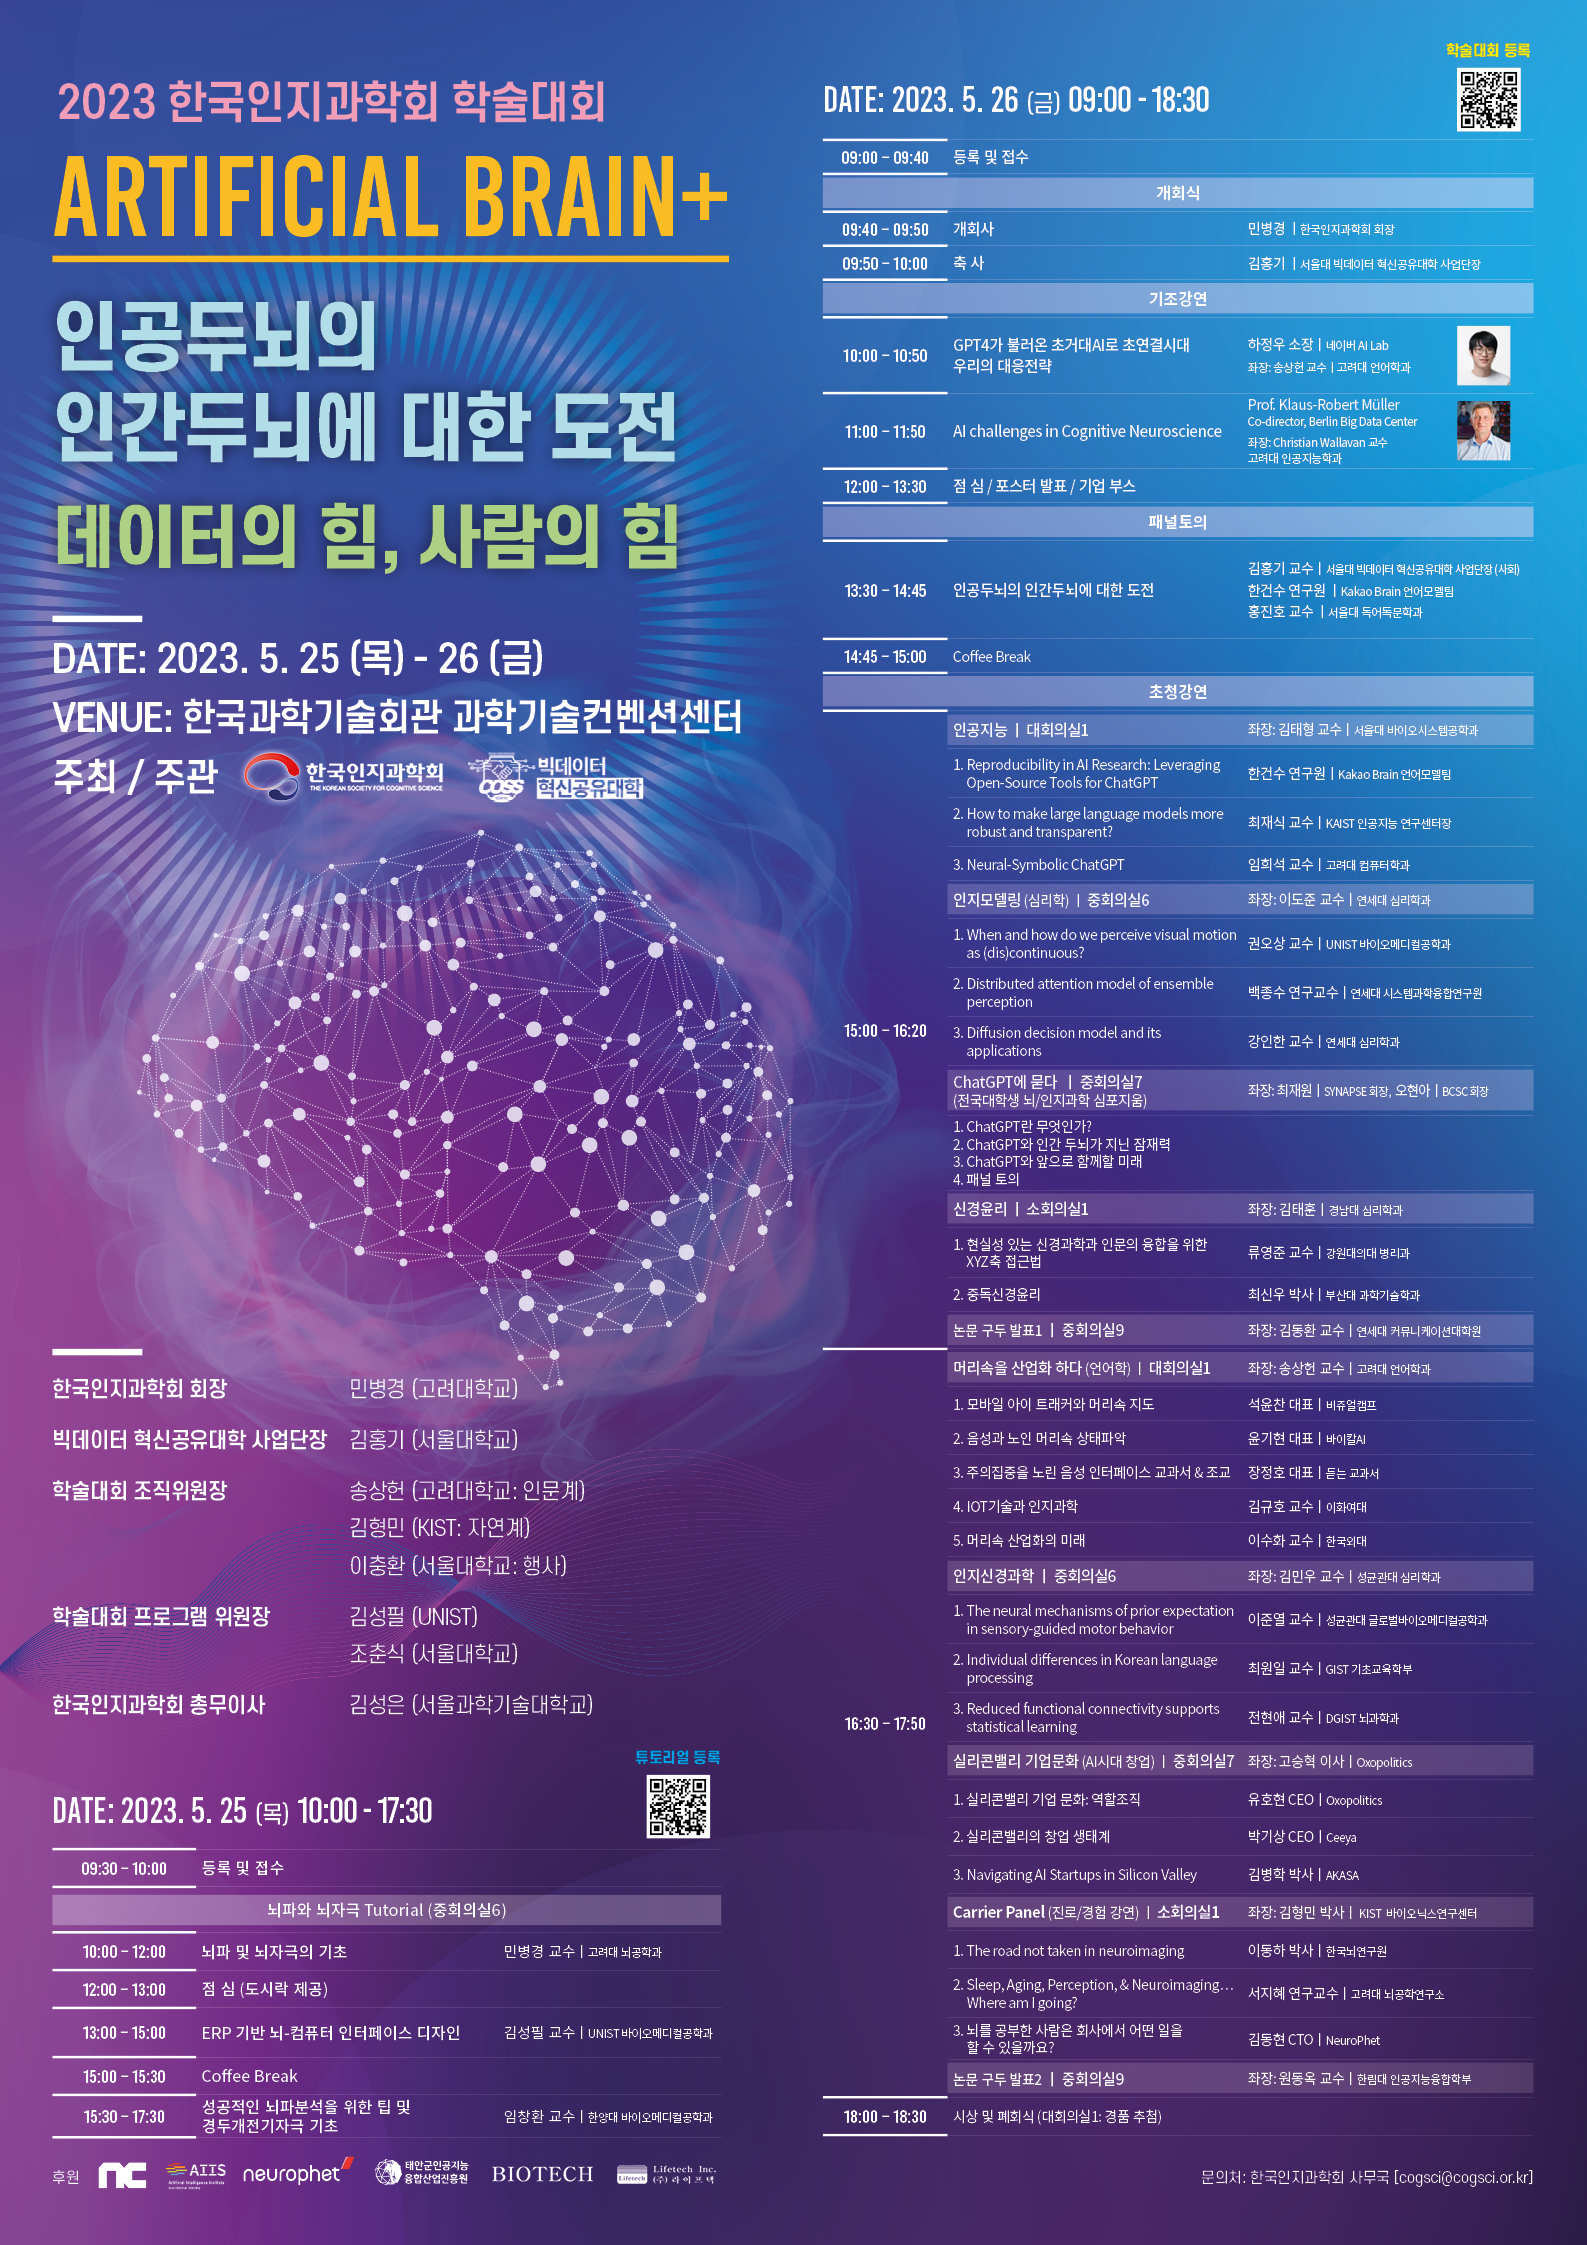 2023 한국인지과학회 학술대회
ARTIFICIAL BRAIN+
인공두뇌의
인간두뇌에 대한 도전
데이터의 힘, 사람의 힘
DATE: 2023. 5. 25 (목) - 26 (금)
VENUE: 한국과학기술회관 과학기술컨벤션센터
주최 / 주관
한국인지과학회
THE KOREAN SOCIETY FOR COGNITIVE SCIENCE
COSS
빅데이터
혁신공유대학
한국인지과학회 회장 민병경 (고려대학교)
빅데이터 혁신공유대학 사업단장 김홍기 (서울대학교)
학술대회 조직위원장 송상헌 (고려대학교: 인문계)
김형민 (KIST: 자연계)
이충환 (서울대학교: 행사)
학술대회 프로그램 위원장 김성필 (UNIST)
조춘식 (서울대학교)
한국인지과학회 총무이사 김성은 (서울과학기술대학교)
튜토리얼 등록
DATE: 2023. 5. 25 (목) 10:00 - 17:30
09:30 – 10:00 등록 및 접수
뇌파와 뇌자극 Tutorial (중회의실6)
10:00 – 12:00 뇌파 및 뇌자극의 기초 민병경 교수 | 고려대 뇌공학과
12:00 – 13:00 점 심 (도시락 제공)
13:00 – 15:00 ERP 기반 뇌-컴퓨터 인터페이스 디자인 김성필 교수 | UNIST 바이오메디컬공학과
15:00 – 15:30 Coffee Break
15:30 – 17:30 성공적인 뇌파분석을 위한 팁 및
경두개전기자극 기초 임창환 교수 | 한양대 바이오메디컬공학과
후원
nc
AIIS
neurophet
태안군인공지능
융합산업진흥원
BIOTECH
Lifetech
Lifetech Inc.
(주)라이프텍
학술대회 등록
DATE: 2023. 5. 26 (금) 09:00 - 18:30
09:00 – 09:40 등록 및 접수
개회식
09:40 – 09:50 개회사 민병경 | 한국인지과학회 회장
09:50 – 10:00 축 사 김홍기 | 서울대 빅데이터 혁신공유대학 사업단장
기조강연
10:00 – 10:50 GPT4가 불러온 초거대AI로 초연결시대
우리의 대응전략
하정우 소장 | 네이버 AI Lab
좌장: 송상헌 교수 | 고려대 언어학과
11:00 – 11:50 AI challenges in Cognitive Neuroscience
Prof. Klaus-Robert Müller
Co-director, Berlin Big Data Center
좌장: Christian Wallavan 교수
고려대 인공지능학과
12:00 – 13:30 점 심 / 포스터 발표 / 기업 부스
패널토의
13:30 – 14:45 인공두뇌의 인간두뇌에 대한 도전
김홍기 교수 | 서울대 빅데이터 혁신공유대학 사업단장 (사회)
한건수 연구원 | Kakao Brain 언어모델팀
홍진호 교수 | 서울대 독어독문학과
14:45 – 15:00 Coffee Break
초청강연
15:00 – 16:20
인공지능 | 대회의실1 좌장: 김태형 교수 | 서울대 바이오시스템공학과
1. Reproducibility in AI Research: Leveraging
Open-Source Tools for ChatGPT 한건수 연구원 | Kakao Brain 언어모델팀
2. How to make large language models more
robust and transparent? 최재식 교수 | KAIST 인공지능 연구센터장
3. Neural-Symbolic ChatGPT 임희석 교수 | 고려대 컴퓨터학과
인지모델링 (심리학) | 중회의실6 좌장: 이도준 교수 | 연세대 심리학과
1. When and how do we perceive visual motion
as (dis)continuous? 권오상 교수 | UNIST 바이오메디컬공학과
2. Distributed attention model of ensemble
perception 백종수 연구교수 | 연세대 시스템과학융합연구원
3. Diffusion decision model and its
applications 강인한 교수 | 연세대 심리학과
ChatGPT에 묻다 | 중회의실7
(전국대학생 뇌/인지과학 심포지움) 좌장: 최재원 | SYNAPSE 회장, 오현아 | BCSC 회장
1. ChatGPT란 무엇인가?
2. ChatGPT와 인간 두뇌가 지닌 잠재력
3. ChatGPT와 앞으로 함께할 미래
4. 패널 토의
신경윤리 | 소회의실1 좌장: 김태훈 | 경남대 심리학과
1. 현실성 있는 신경과학과 인문의 융합을 위한
XYZ축 접근법 류영준 교수 | 강원대의대 병리과
2. 중독신경윤리 최신우 박사 | 부산대 과학기술학과
논문 구두 발표1 | 중회의실9 좌장: 김동환 교수 | 연세대 커뮤니케이션대학원
16:30 – 17:50
머리속을 산업화 하다 (언어학) | 대회의실1 좌장: 송상헌 교수 | 고려대 언어학과
1. 모바일 아이 트래커와 머리속 지도 석윤찬 대표 | 비쥬얼캠프
2. 음성과 노인 머리속 상태파악 윤기현 대표 | 바이칼AI
3. 주의집중을 노린 음성 인터페이스 교과서 & 조교 장정호 대표 | 듣는 교과서
4. IOT기술과 인지과학 김규호 교수 | 이화여대
5. 머리속 산업화의 미래 이수화 교수 | 한국외대
인지신경과학 | 중회의실6 좌장: 김민우 교수 | 성균관대 심리학과
1. The neural mechanisms of prior expectation
in sensory-guided motor behavior 이준열 교수 | 성균관대 글로벌바이오메디컬공학과
2. Individual differences in Korean language
processing 최원일 교수 | GIST 기초교육학부
3. Reduced functional connectivity supports
statistical learning 전현애 교수 | DGIST 뇌과학과
실리콘밸리 기업문화 (AI시대 창업) | 중회의실7 좌장: 고승혁 이사 | Oxopolitics
1. 실리콘밸리 기업 문화: 역할조직 유호현 CEO | Oxopolitics
2. 실리콘밸리의 창업 생태계 박기상 CEO | Ceeya
3. Navigating AI Startups in Silicon Valley 김병학 박사 | AKASA
Carrier Panel (진로/경험 강연) | 소회의실1 좌장: 김형민 박사 | KIST 바이오닉스연구센터
1. The road not taken in neuroimaging 이동하 박사 | 한국뇌연구원
2. Sleep, Aging, Perception, & Neuroimaging…
Where am I going? 서지혜 연구교수 | 고려대 뇌공학연구소
3. 뇌를 공부한 사람은 회사에서 어떤 일을
할 수 있을까요? 김동현 CTO | NeuroPhet
논문 구두 발표2 | 중회의실9 좌장: 원동옥 교수 | 한림대 인공지능융합학부
18:00 – 18:30 시상 및 폐회식 (대회의실1: 경품 추첨)
문의처: 한국인지과학회 사무국 [cogsci@cogsci.or.kr]